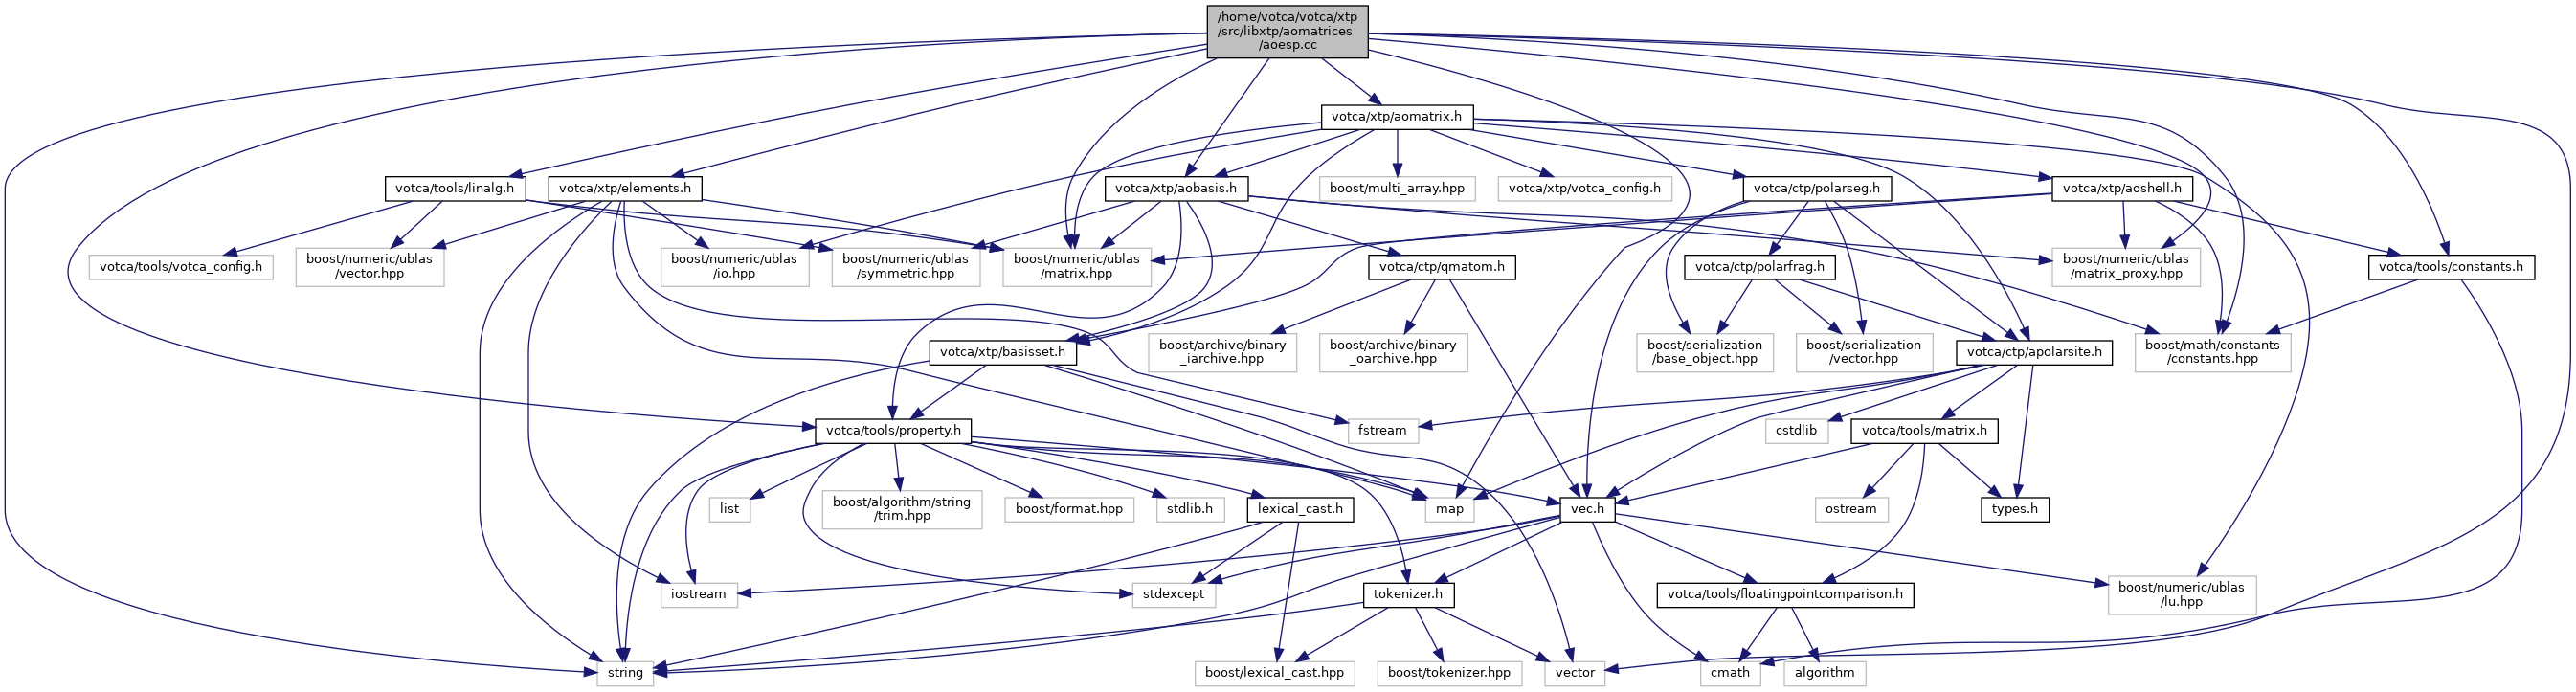 /home/votca/votca/xtp
/src/libxtp/aomatrices
/aoesp.cc
votca/xtp/aomatrix.h
votca/tools/linalg.h
votca/xtp/elements.h
votca/xtp/aobasis.h
boost/multi_array.hpp
votca/xtp/votca_config.h
votca/ctp/polarseg.h
votca/xtp/aoshell.h
votca/tools/votca_config.h
boost/numeric/ublas
/vector.hpp
boost/numeric/ublas
/io.hpp
boost/numeric/ublas
/symmetric.hpp
boost/numeric/ublas
/matrix.hpp
votca/ctp/qmatom.h
votca/ctp/polarfrag.h
boost/numeric/ublas
/matrix_proxy.hpp
votca/tools/constants.h
votca/xtp/basisset.h
boost/archive/binary
_iarchive.hpp
boost/archive/binary
_oarchive.hpp
boost/serialization
/base_object.hpp
boost/serialization
/vector.hpp
votca/ctp/apolarsite.h
boost/math/constants
/constants.hpp
votca/tools/property.h
fstream
cstdlib
votca/tools/matrix.h
list
boost/algorithm/string
/trim.hpp
boost/format.hpp
stdlib.h
lexical_cast.h
map
vec.h
ostream
types.h
iostream
stdexcept
tokenizer.h
votca/tools/floatingpointcomparison.h
boost/numeric/ublas
/lu.hpp
string
boost/lexical_cast.hpp
boost/tokenizer.hpp
vector
cmath
algorithm